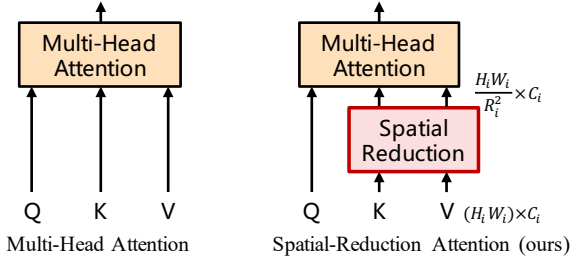 Multi-Head
Attention
Q K V
Multi-Head Attention
Multi-Head
Attention
H_iW_i/R_i^2 × C_i
Spatial
Reduction
Q K V (H_iW_i)×C_i
Spatial-Reduction Attention (ours)